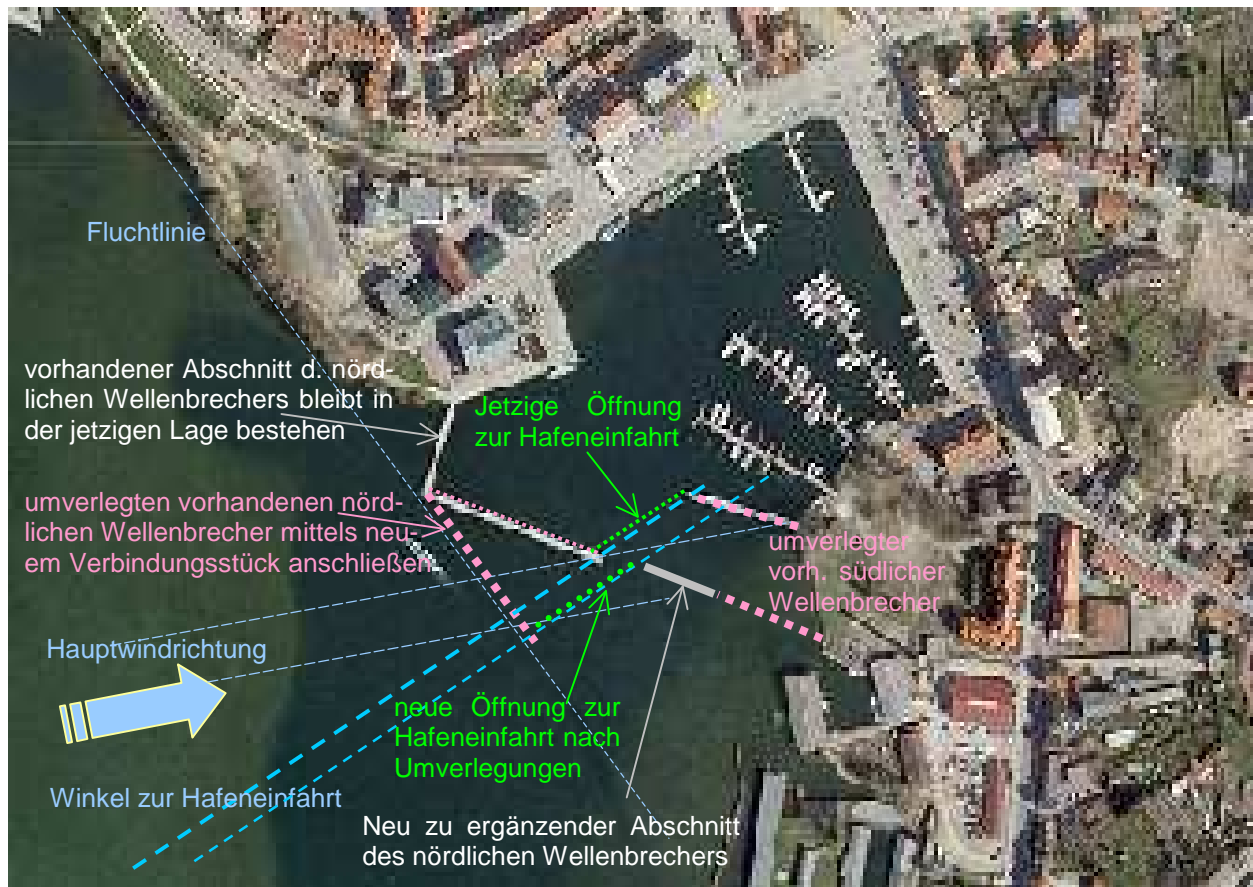 Fluchtlinie
vorhandener Abschnitt d. nörd-
lichen Wellenbrechers bleibt in
der jetzigen Lage bestehen
Jetzige Öffnung
zur Hafeneinfahrt
umverlegten vorhandenen nörd-
lichen Wellenbrecher mittels neu-
em Verbindungsstück anschließen
umverlegter
vorh. südlicher
Wellenbrecher
Hauptwindrichtung
neue Öffnung zur
Hafeneinfahrt nach
Umverlegungen
Winkel zur Hafeneinfahrt
Neu zu ergänzender Abschnitt
des nördlichen Wellenbrechers